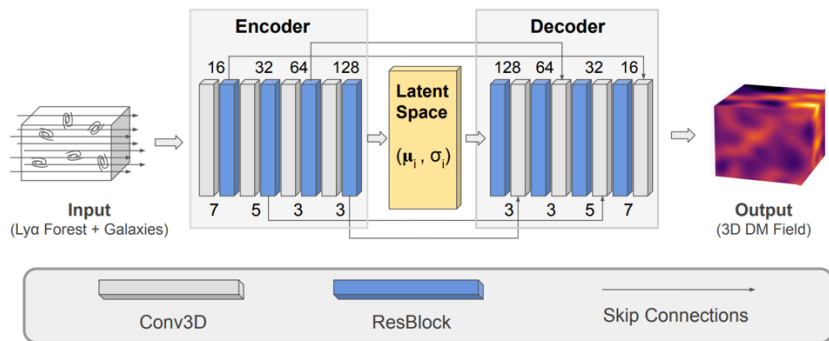 Encoder
Decoder
16 32 64 128
128 64 32 16
Latent
Space
(μi , σi)
7 5 3 3
3 3 5 7
Input
(Lyα Forest + Galaxies)
Output
(3D DM Field)
Conv3D
ResBlock
Skip Connections